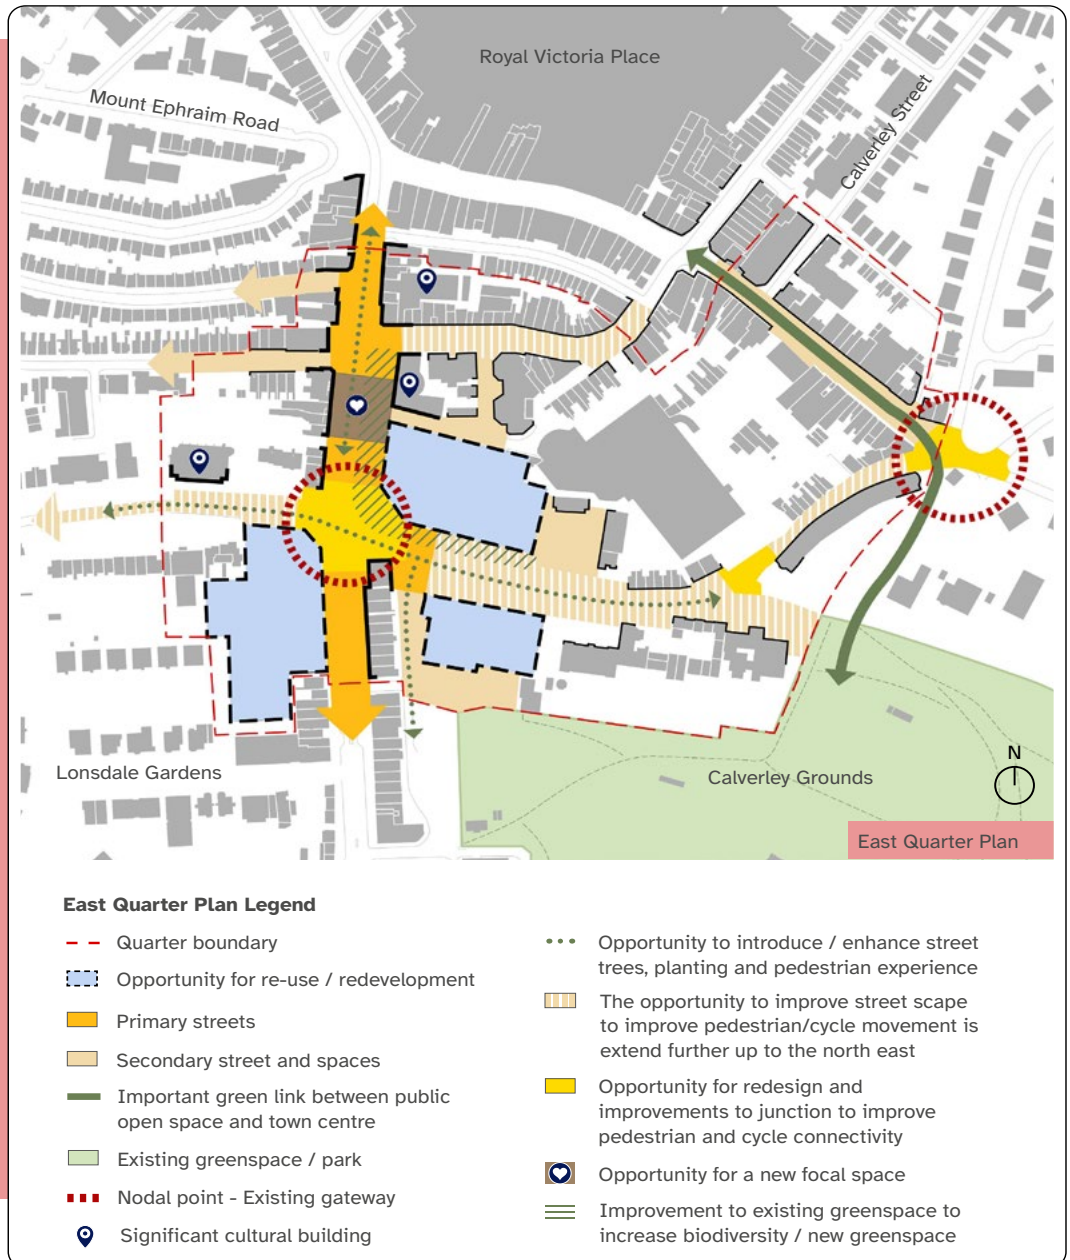 Royal Victoria Place
Mount Ephraim Road
Calverley Street
Lonsdale Gardens
Calverley Grounds
N
East Quarter Plan
East Quarter Plan Legend
Quarter boundary
Opportunity for re-use / redevelopment
Primary streets
Secondary street and spaces
Important green link between public
open space and town centre
Existing greenspace / park
Nodal point - Existing gateway
Significant cultural building
Opportunity to introduce / enhance street
trees, planting and pedestrian experience
The opportunity to improve street scape
to improve pedestrian/cycle movement is
extend further up to the north east
Opportunity for redesign and
improvements to junction to improve
pedestrian and cycle connectivity
Opportunity for a new focal space
Improvement to existing greenspace to
increase biodiversity / new greenspace